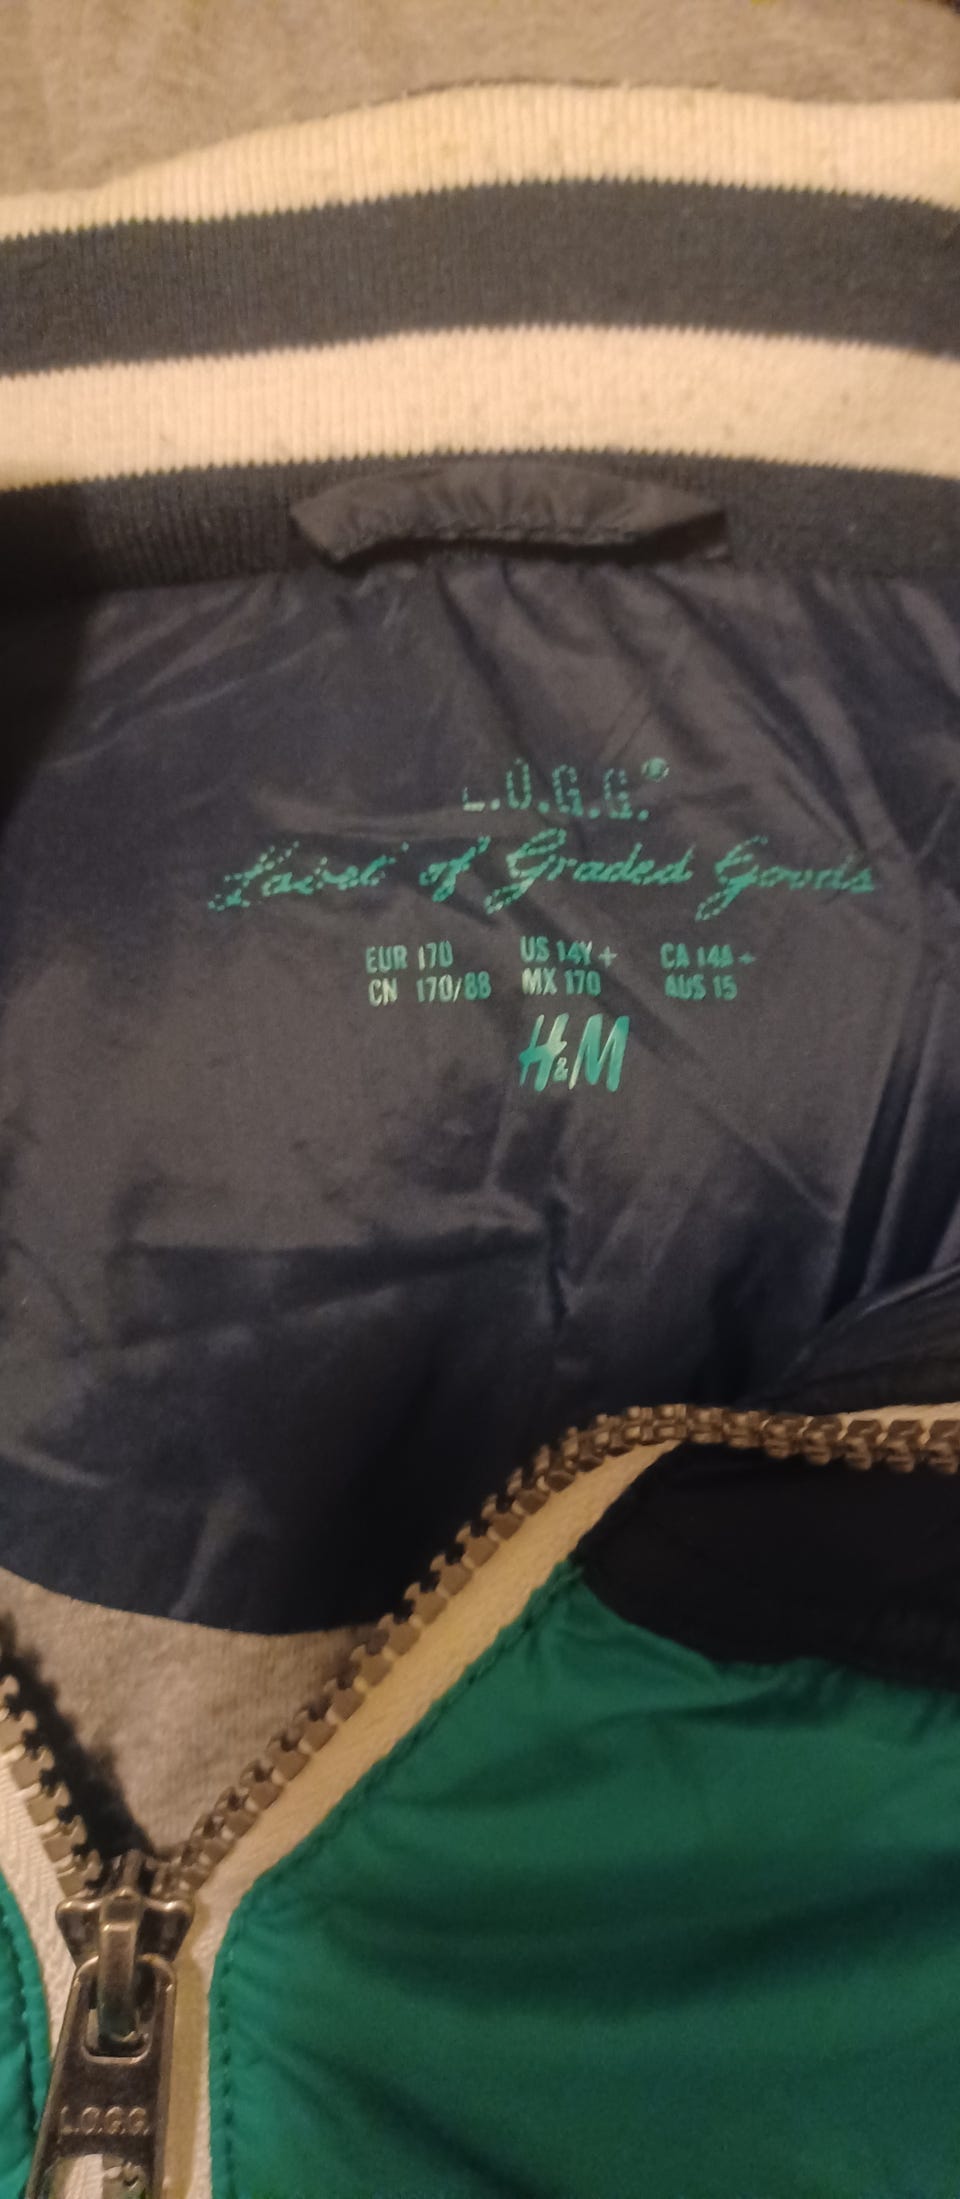 L.O.G.G.®
Label of Graded Goods
EUR 170 US 14Y+ CA 14A+
CN 170/88 MX 170 AUS 15
H&M
L.O.G.G.